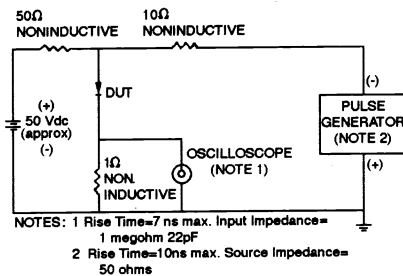 50Ω
NONINDUCTIVE
10Ω
NONINDUCTIVE
(+)
50 Vdc
(approx)
(-)
DUT
1Ω
NON.
INDUCTIVE
OSCILLOSCOPE
(NOTE 1)
(-)
PULSE
GENERATOR
(NOTE 2)
(+)
NOTES: 1 Rise Time=7 ns max. Input Impedance=
1 megohm 22pF
2 Rise Time=10ns max. Source Impedance=
50 ohms